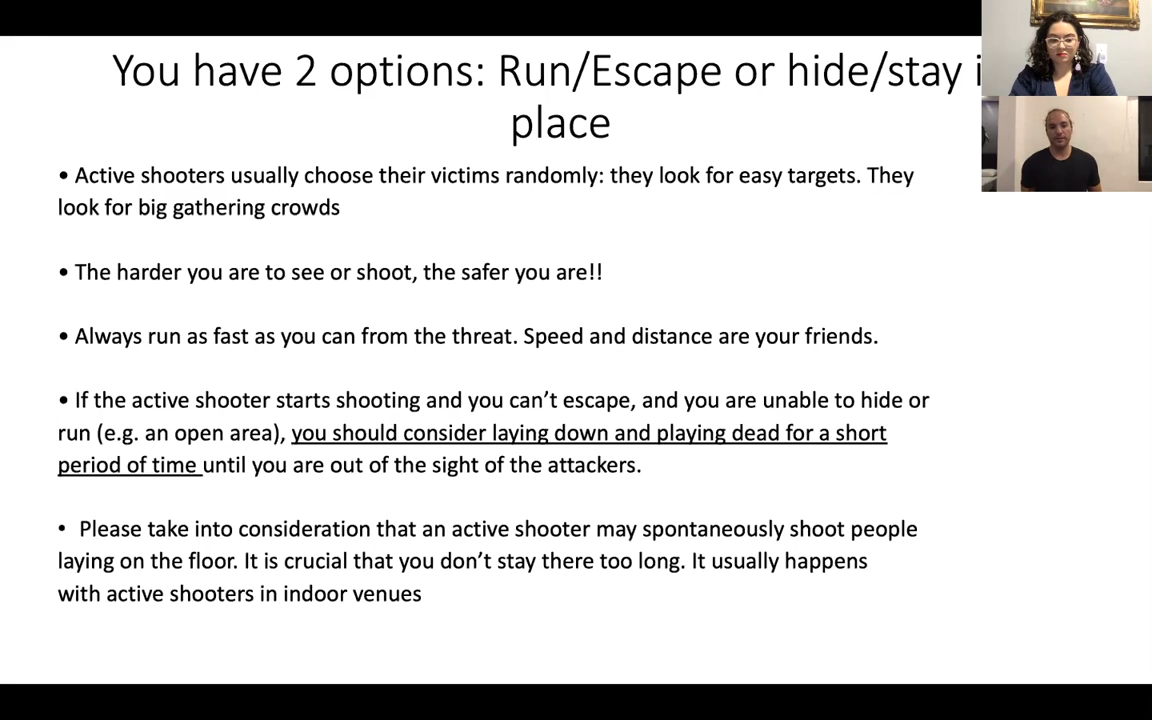 You have 2 options: Run/Escape or hide/stay i
place
• Active shooters usually choose their victims randomly: they look for easy targets. They
look for big gathering crowds
• The harder you are to see or shoot, the safer you are!!
• Always run as fast as you can from the threat. Speed and distance are your friends.
• If the active shooter starts shooting and you can’t escape, and you are unable to hide or
run (e.g. an open area), you should consider laying down and playing dead for a short
period of time until you are out of the sight of the attackers.
• Please take into consideration that an active shooter may spontaneously shoot people
laying on the floor. It is crucial that you don’t stay there too long. It usually happens
with active shooters in indoor venues